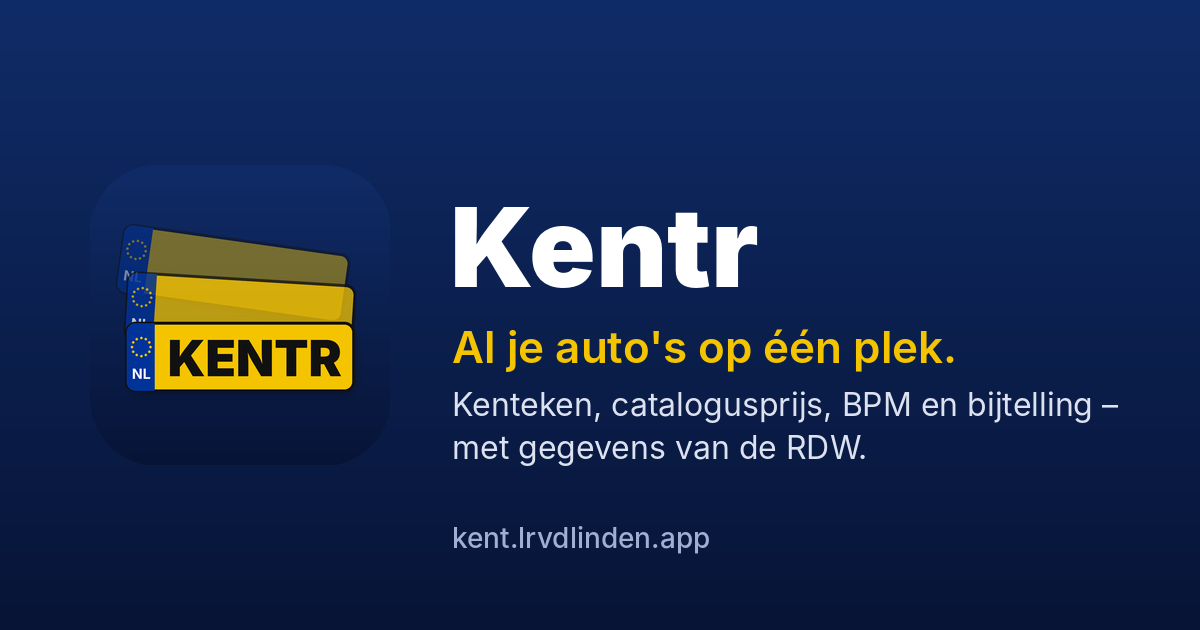 Kentr
NL
NL
NL
KENTR
Al je auto's op één plek.
Kenteken, catalogusprijs, BPM en bijtelling –
met gegevens van de RDW.
kent.lrvdlinden.app